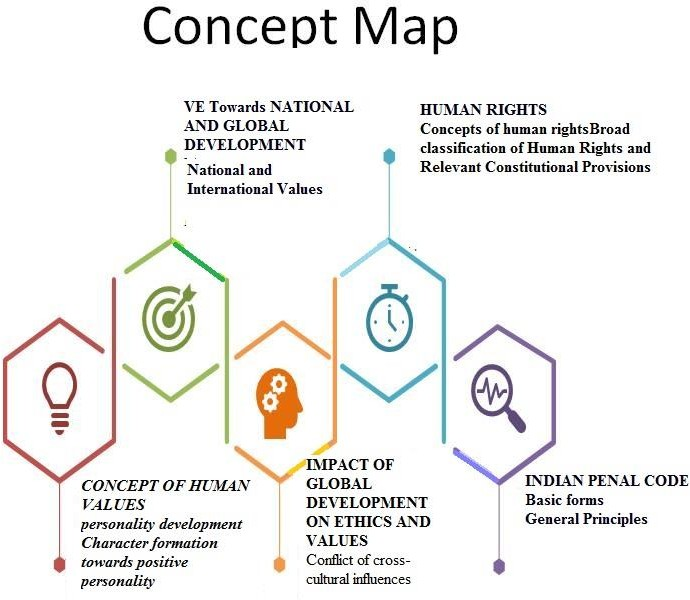 Concept Map
VE Towards NATIONAL
AND GLOBAL
DEVELOPMENT
National and
International Values
HUMAN RIGHTS
Concepts of human rightsBroad
classification of Human Rights and
Relevant Constitutional Provisions
CONCEPT OF HUMAN
VALUES
personality development
Character formation
towards positive
personality
IMPACT OF
GLOBAL
DEVELOPMENT
ON ETHICS AND
VALUES
Conflict of cross-
cultural influences
INDIAN PENAL CODE
Basic forms
General Principles